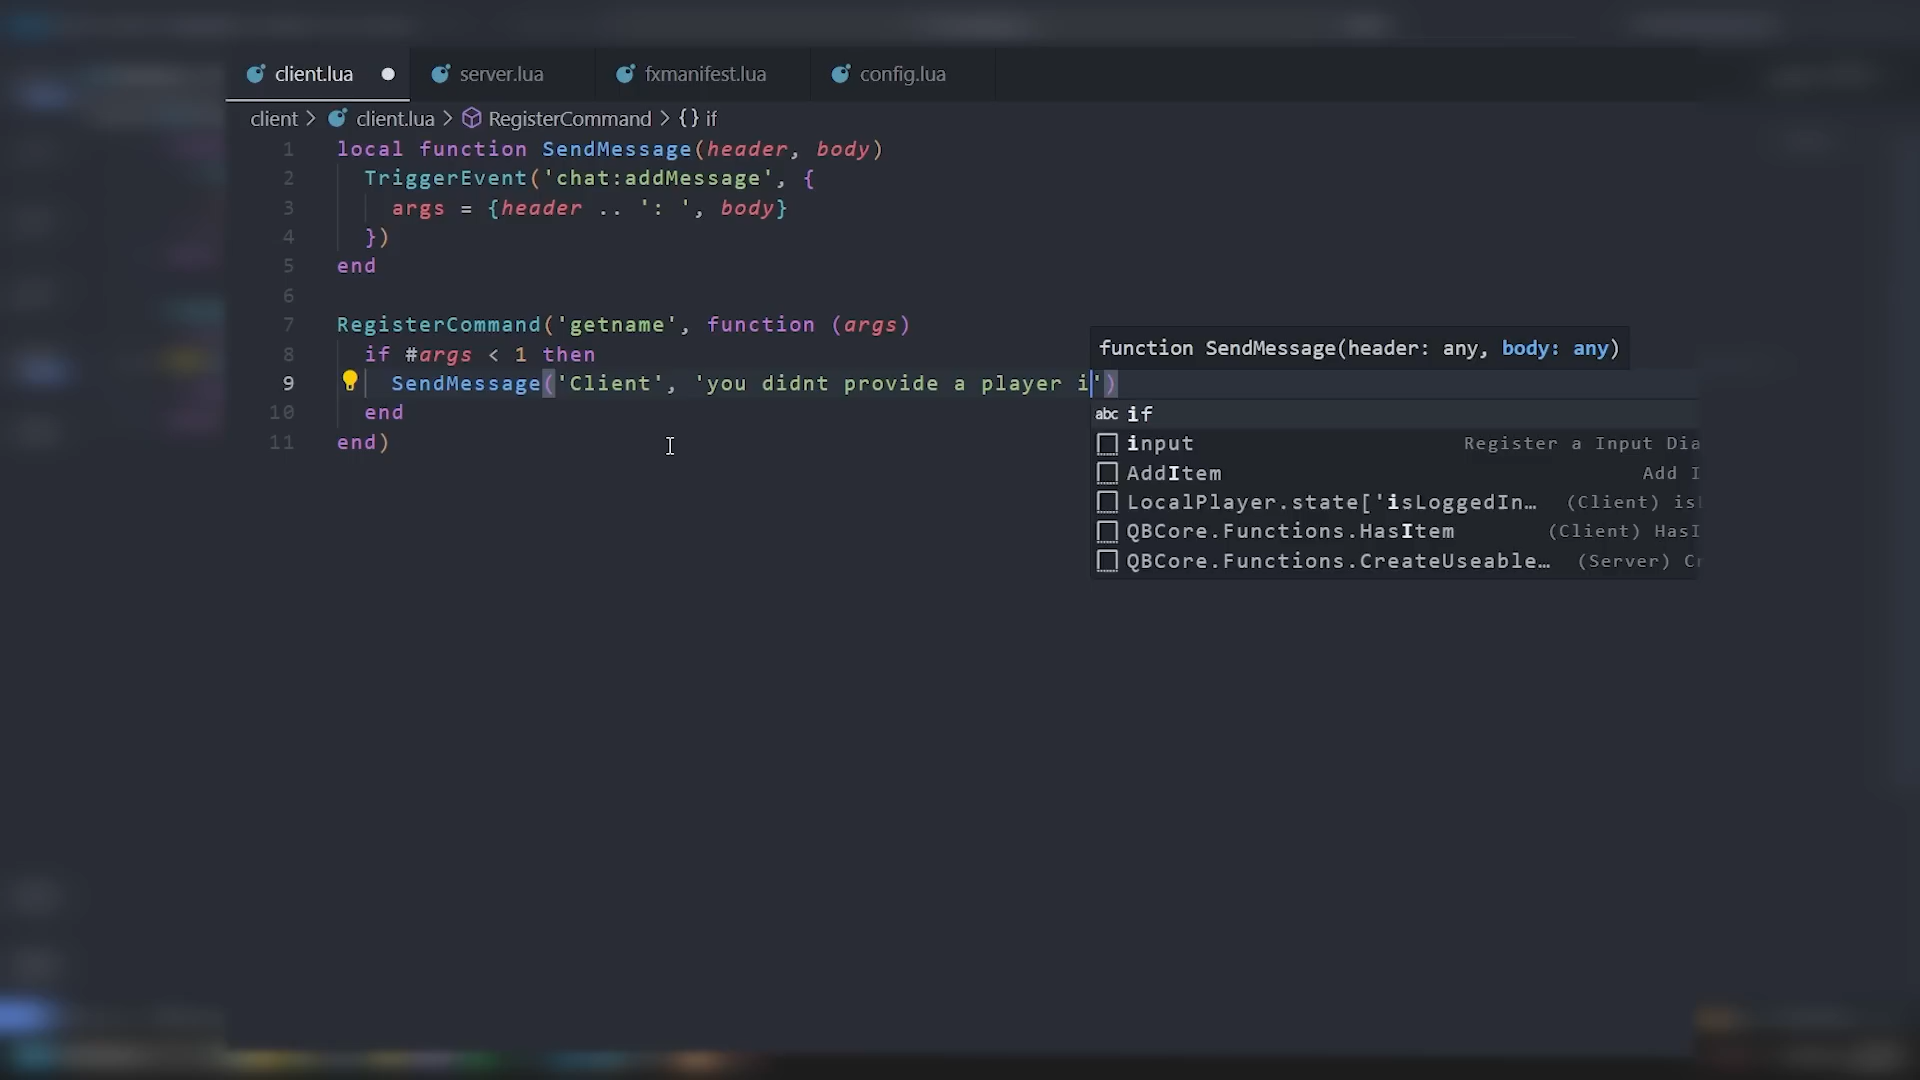 client.lua server.lua fxmanifest.lua config.lua
client > client.lua > RegisterCommand > {} if
1 local function SendMessage(header, body)
2 TriggerEvent('chat:addMessage', {
3 args = {header .. ': ', body}
4 })
5 end
6
7 RegisterCommand('getname', function (args)
8 if #args < 1 then
function SendMessage(header: any, body: any)
9 SendMessage('Client', 'you didnt provide a player i')
10 end
11 end)
abc if
input Register a Input Dia
AddItem Add I
LocalPlayer.state['isLoggedIn… (Client) is
QBCore.Functions.HasItem (Client) HasI
QBCore.Functions.CreateUseable… (Server) Cr